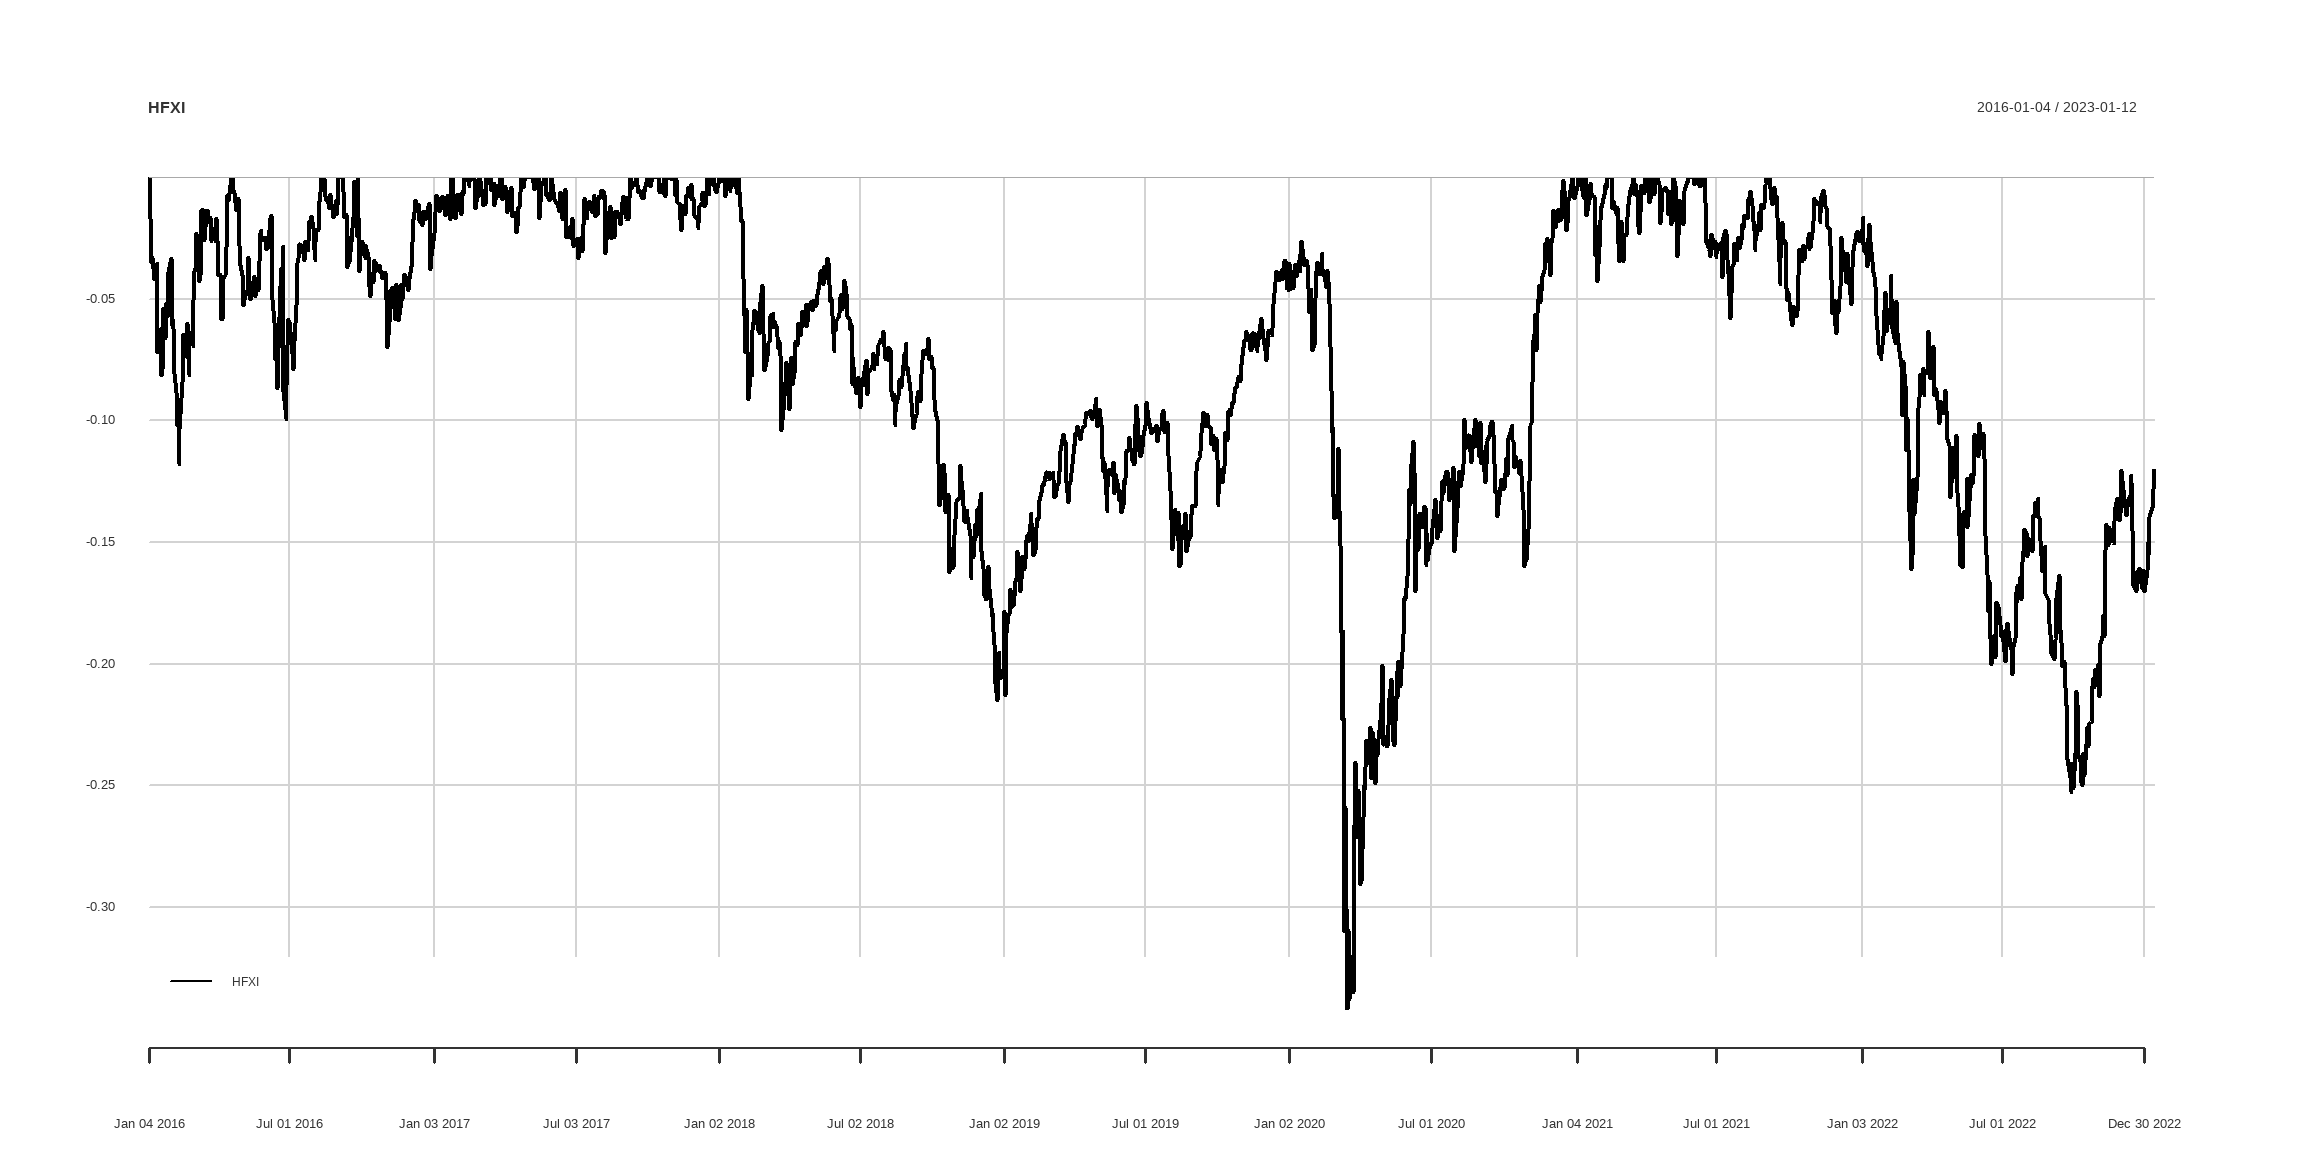 HFXI
2016-01-04 / 2023-01-12
-0.05
-0.10
-0.15
-0.20
-0.25
-0.30
HFXI
Jan 04 2016
Jul 01 2016
Jan 03 2017
Jul 03 2017
Jan 02 2018
Jul 02 2018
Jan 02 2019
Jul 01 2019
Jan 02 2020
Jul 01 2020
Jan 04 2021
Jul 01 2021
Jan 03 2022
Jul 01 2022
Dec 30 2022